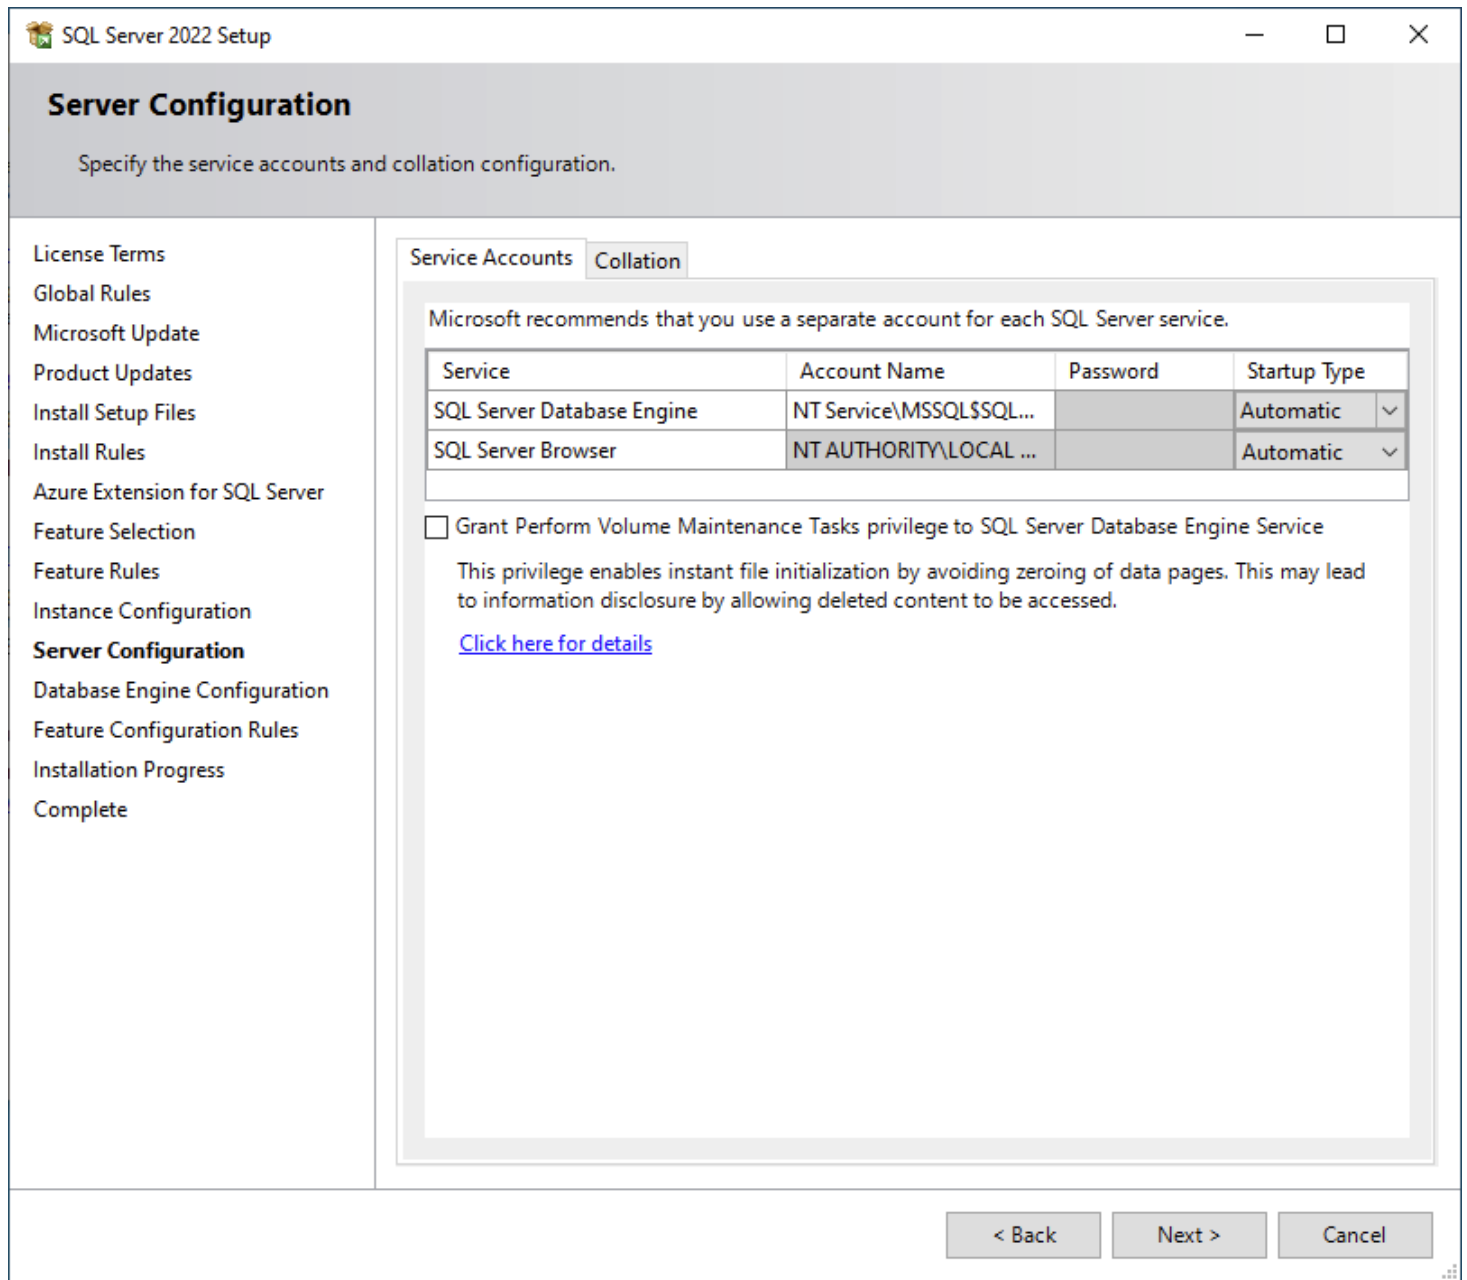 SQL Server 2022 Setup
Server Configuration
Specify the service accounts and collation configuration.
License Terms
Global Rules
Microsoft Update
Product Updates
Install Setup Files
Install Rules
Azure Extension for SQL Server
Feature Selection
Feature Rules
Instance Configuration
Server Configuration
Database Engine Configuration
Feature Configuration Rules
Installation Progress
Complete
Service Accounts Collation
Microsoft recommends that you use a separate account for each SQL Server service.
Service Account Name Password Startup Type
SQL Server Database Engine NT Service\MSSQL$SQL... Automatic
SQL Server Browser NT AUTHORITY\LOCAL ... Automatic
Grant Perform Volume Maintenance Tasks privilege to SQL Server Database Engine Service
This privilege enables instant file initialization by avoiding zeroing of data pages. This may lead
to information disclosure by allowing deleted content to be accessed.
Click here for details
< Back Next > Cancel